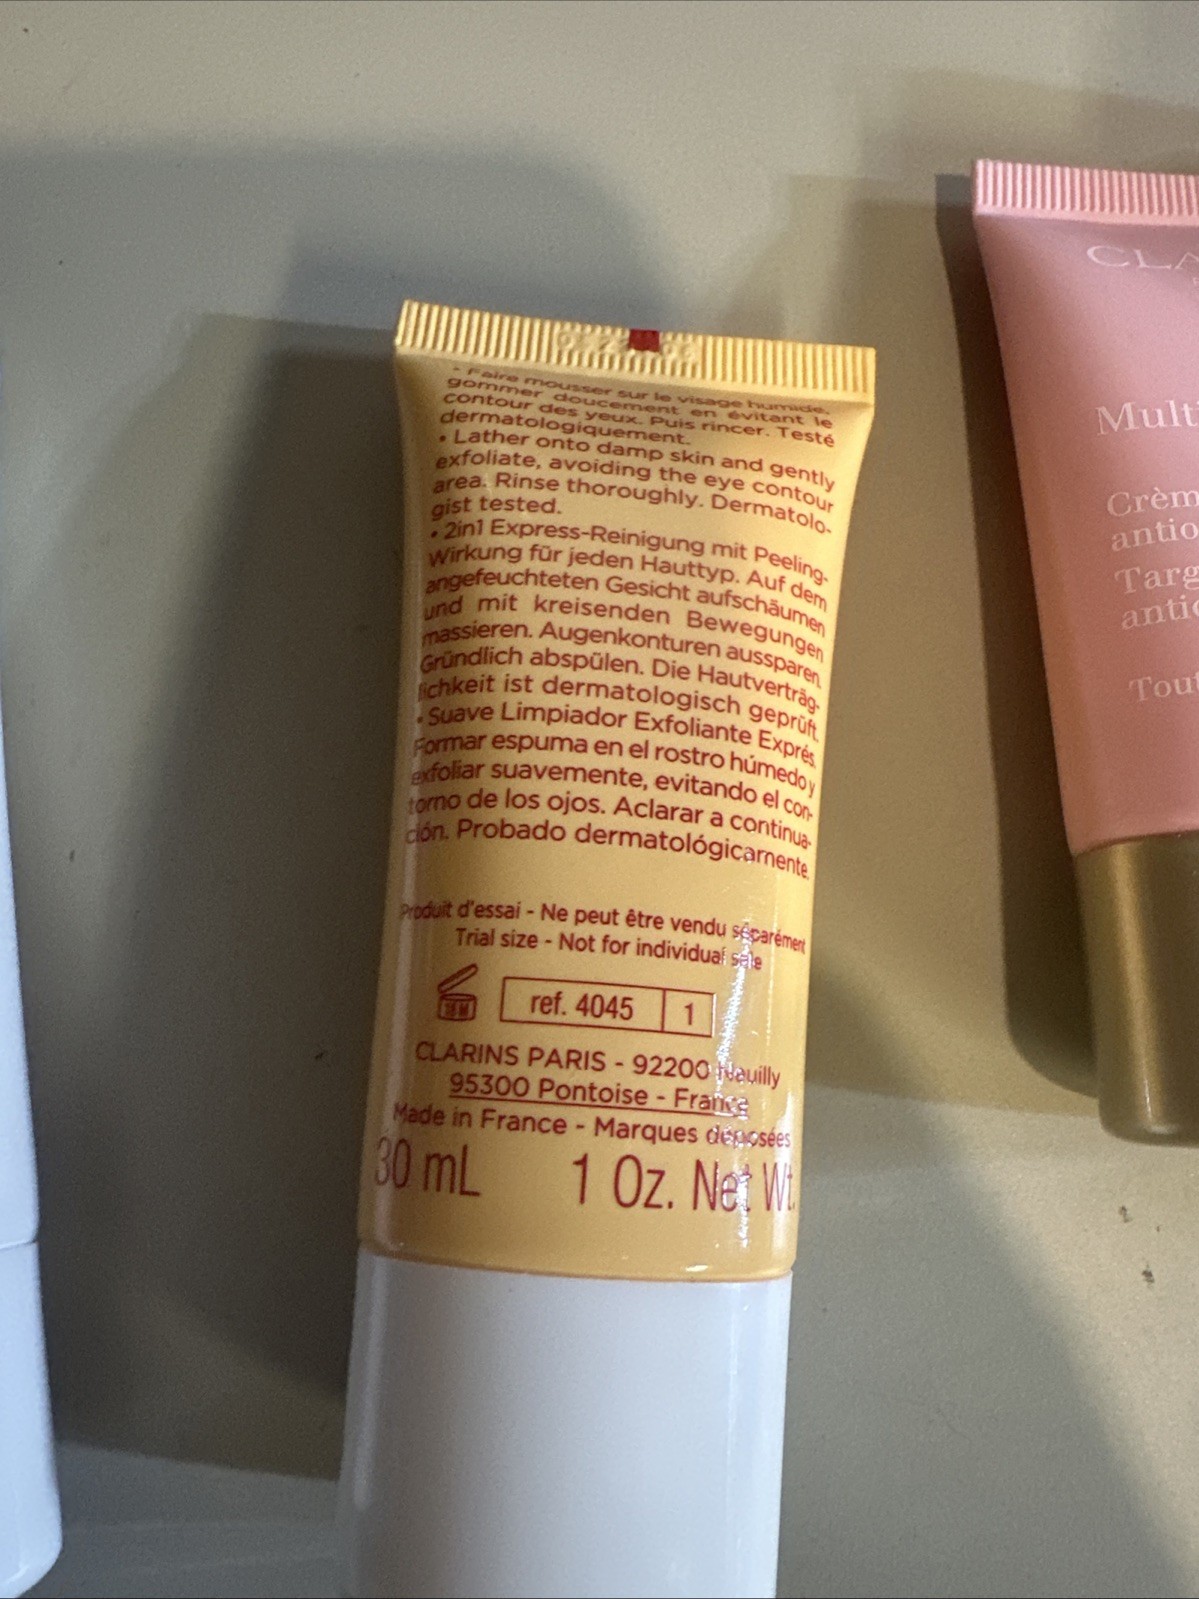 • Faire mousser sur le visage humide,
gommer doucement en évitant le
contour des yeux. Puis rincer. Testé
dermatologiquement.
• Lather onto damp skin and gently
exfoliate, avoiding the eye contour
area. Rinse thoroughly. Dermatolo-
gist tested.
• 2in1 Express-Reinigung mit Peeling-
Wirkung für jeden Hauttyp. Auf dem
angefeuchteten Gesicht aufschäumen
und mit kreisenden Bewegungen
massieren. Augenkonturen aussparen.
Gründlich abspülen. Die Hautverträg-
lichkeit ist dermatologisch geprüft.
• Suave Limpiador Exfoliante Exprés.
Formar espuma en el rostro húmedo y
exfoliar suavemente, evitando el con-
torno de los ojos. Aclarar a continua-
ción. Probado dermatológicamente.
Produit d'essai - Ne peut être vendu séparément
Trial size - Not for individual sale
18 M
ref. 4045 1
CLARINS PARIS - 92200 Neuilly
95300 Pontoise - France
Made in France - Marques déposées
30 mL 1 Oz. Net Wt.
CLA
Mult
Crèm
antio
Targ
antio
Tout